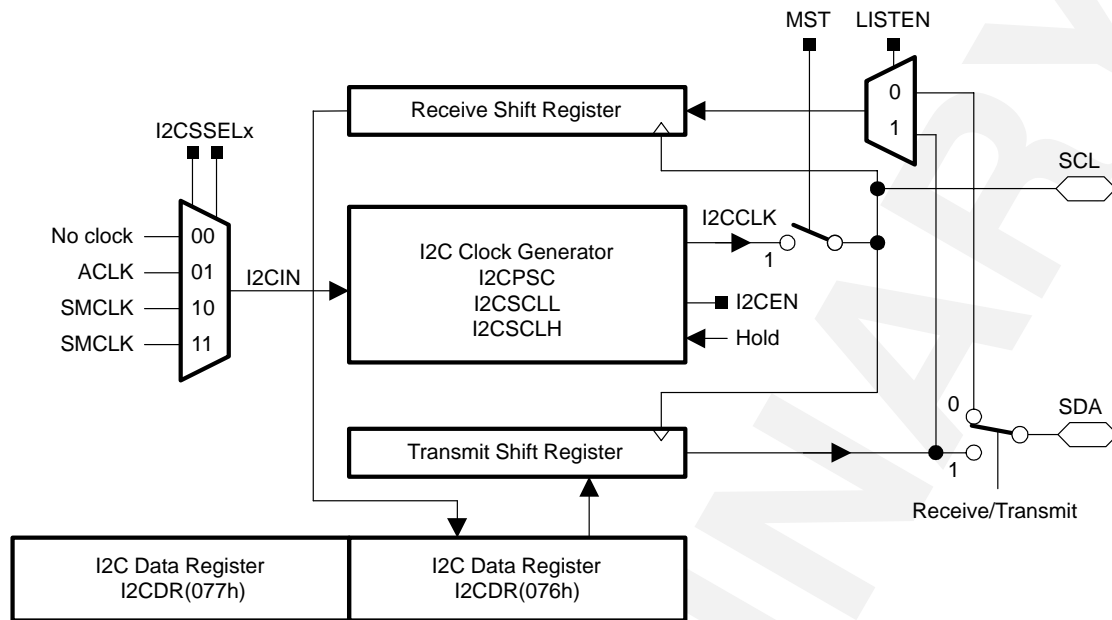 MST LISTEN
Receive Shift Register
0
1
I2CSSELx
SCL
No clock 00
ACLK 01
SMCLK 10
SMCLK 11
I2CIN
I2C Clock Generator
I2CPSC
I2CSCLL
I2CSCLH
I2CCLK
1
I2CEN
Hold
Transmit Shift Register
0
1
SDA
Receive/Transmit
I2C Data Register
I2CDR(077h)
I2C Data Register
I2CDR(076h)